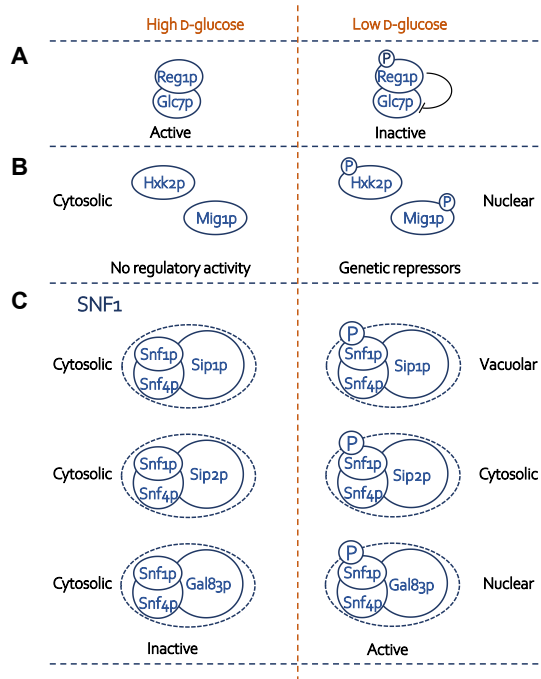 High D-glucose Low D-glucose
A
P
Reg1p Reg1p
Glc7p Glc7p
Active Inactive
B
P
Hxk2p Hxk2p
Cytosolic P Nuclear
Mig1p Mig1p
No regulatory activity Genetic repressors
C SNF1
P
Snf1p Snf1p
Cytosolic Sip1p Sip1p Vacuolar
Snf4p Snf4p
P
Snf1p Snf1p
Cytosolic Sip2p Sip2p Cytosolic
Snf4p Snf4p
P
Snf1p Snf1p
Cytosolic Gal83p Gal83p Nuclear
Snf4p Snf4p
Inactive Active